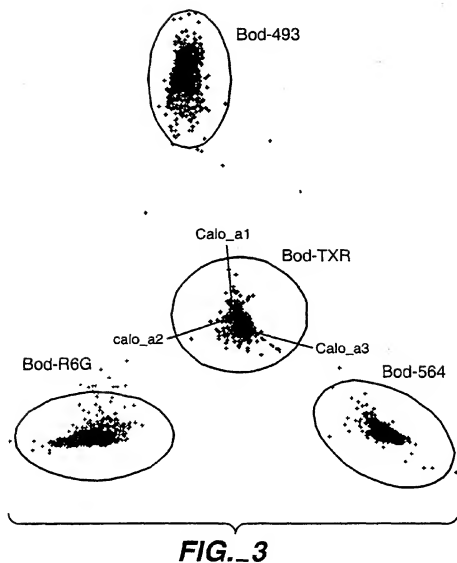 Bod-493
Calo_a1
Bod-TXR
calo_a2
Calo_a3
Bod-R6G
Bod-564
FIG._3